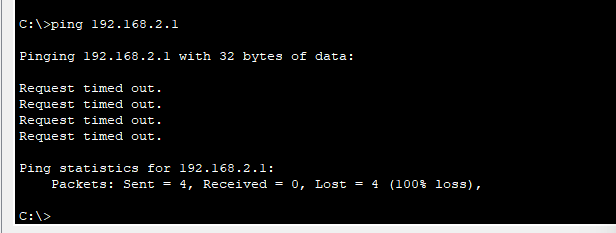 C:\>ping 192.168.2.1
Pinging 192.168.2.1 with 32 bytes of data:
Request timed out.
Request timed out.
Request timed out.
Request timed out.
Ping statistics for 192.168.2.1:
    Packets: Sent = 4, Received = 0, Lost = 4 (100% loss),
C:\>